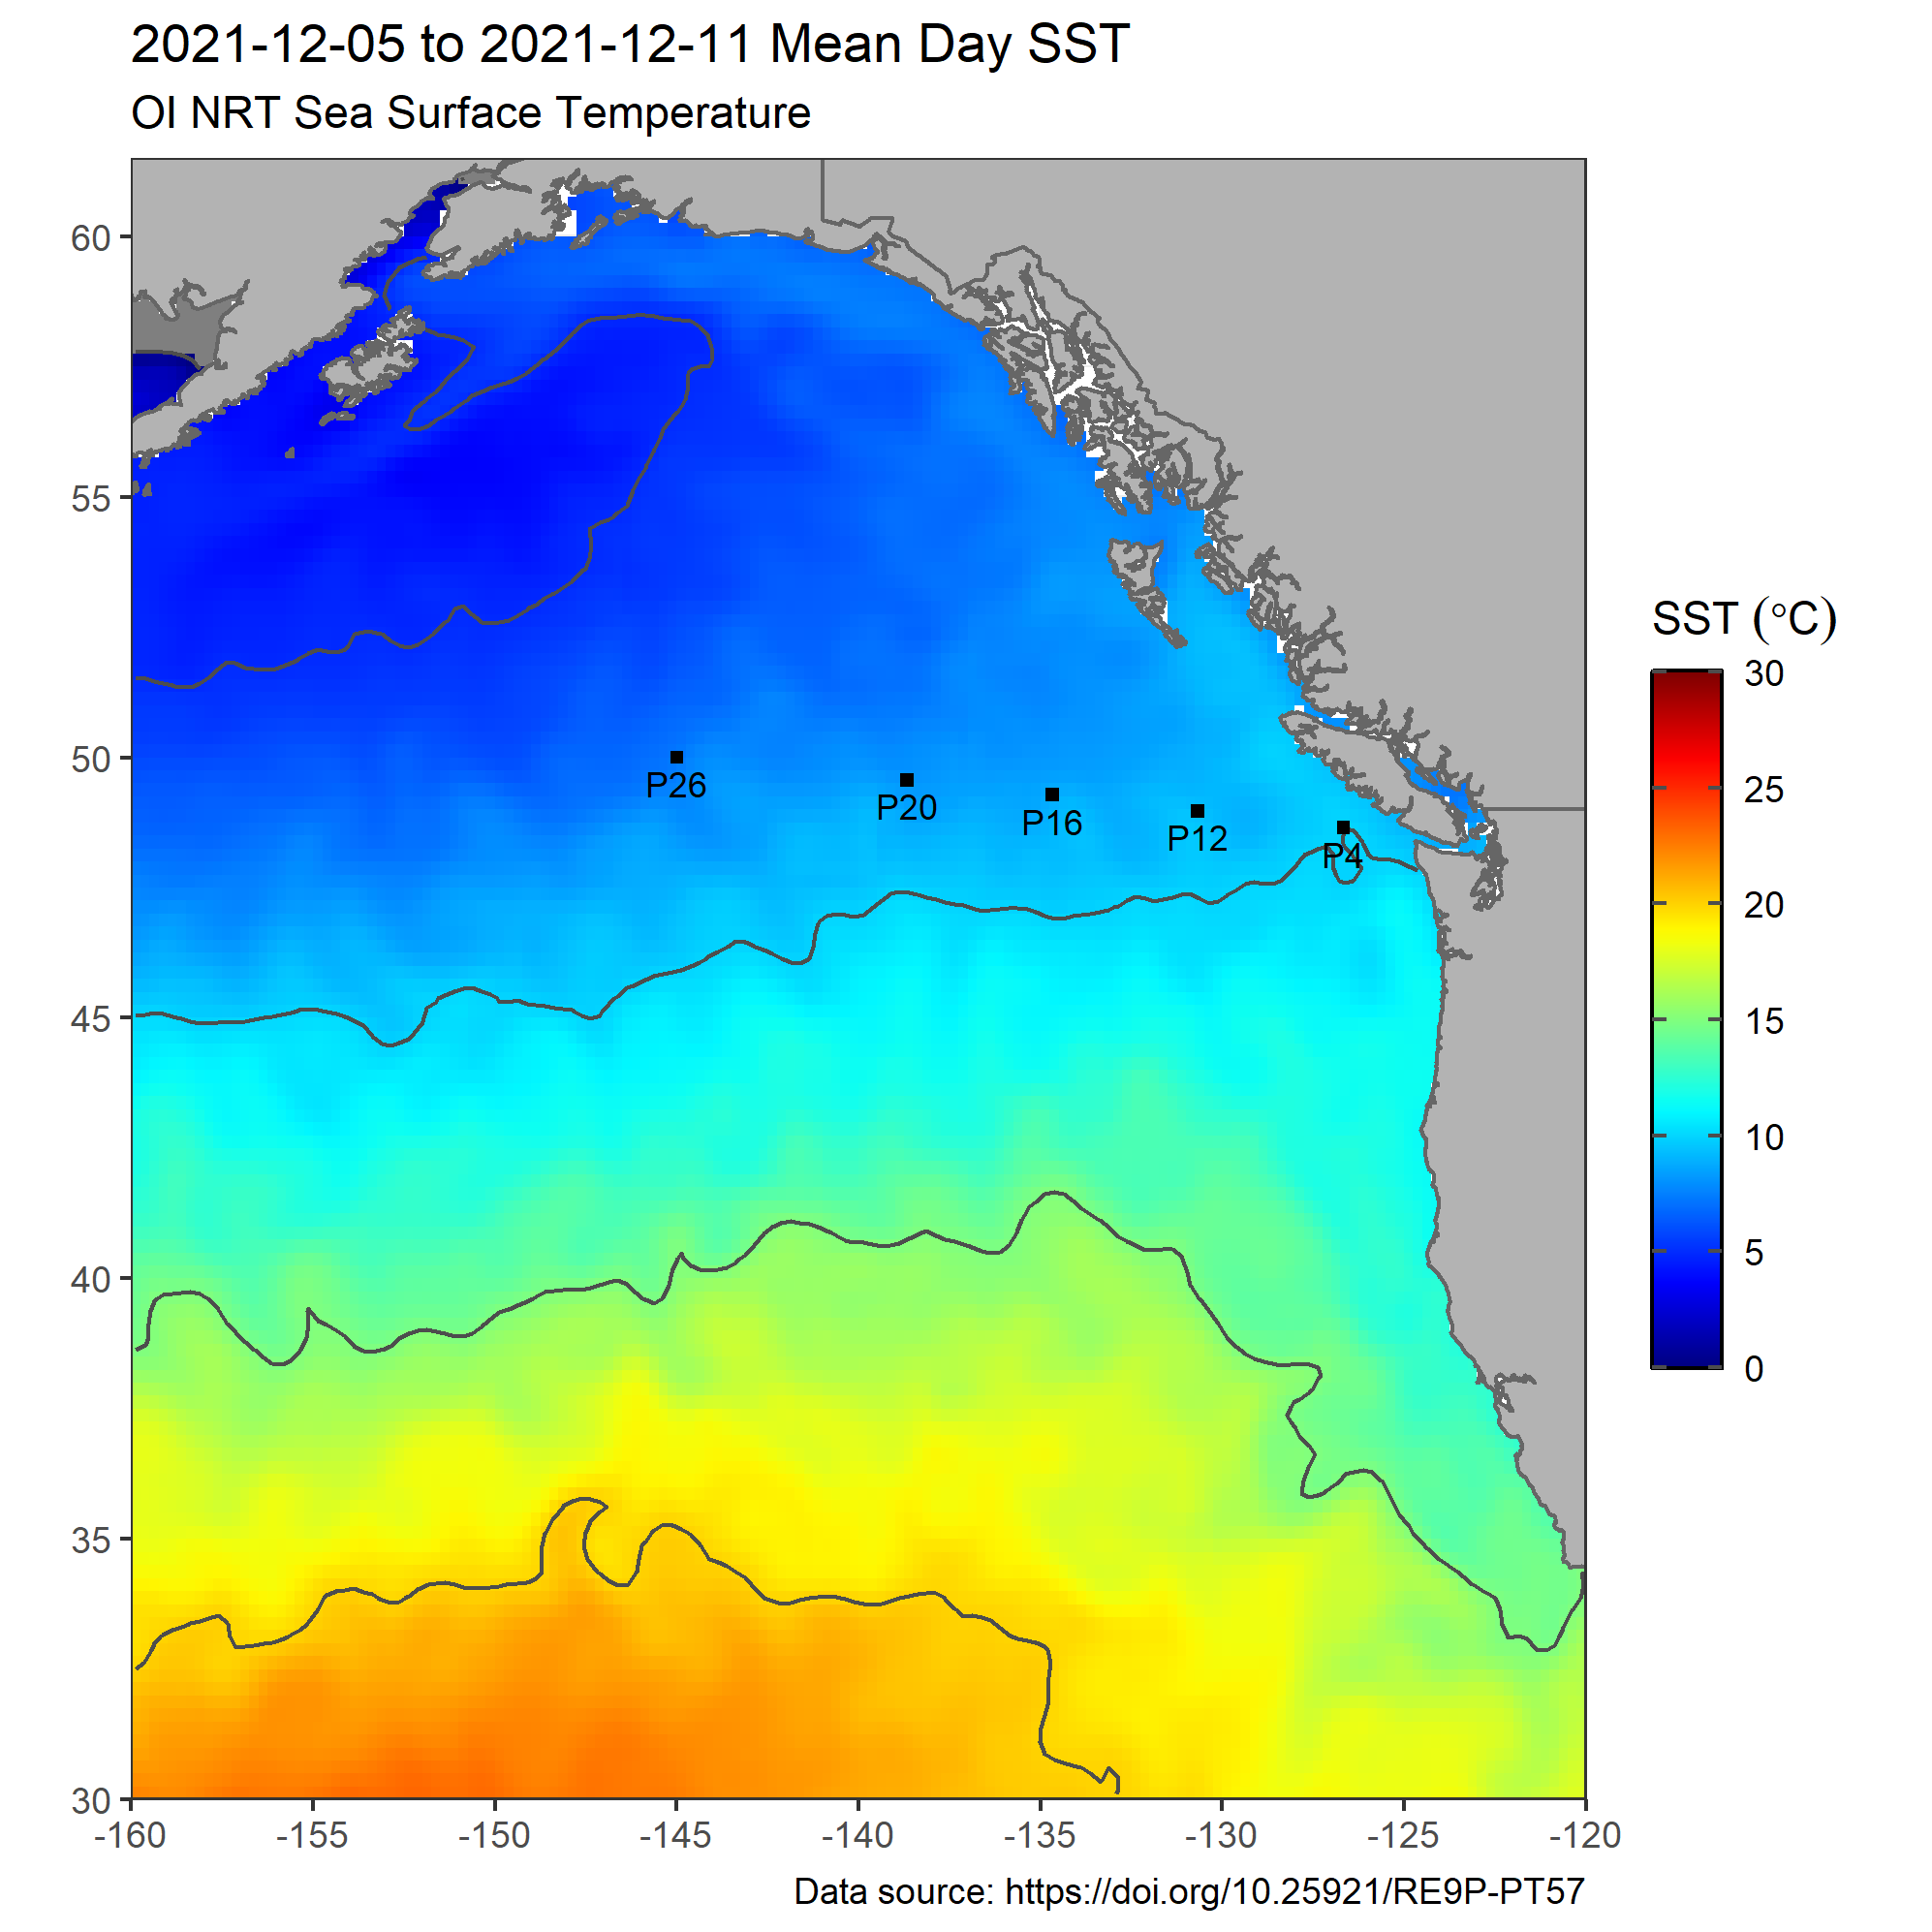 2021-12-05 to 2021-12-11 Mean Day SST
OI NRT Sea Surface Temperature
60
55
50
45
40
35
30
-160
-155
-150
-145
-140
-135
-130
-125
-120
P26
P20
P16
P12
P4
SST (°C)
30
25
20
15
10
5
0
Data source: https://doi.org/10.25921/RE9P-PT57